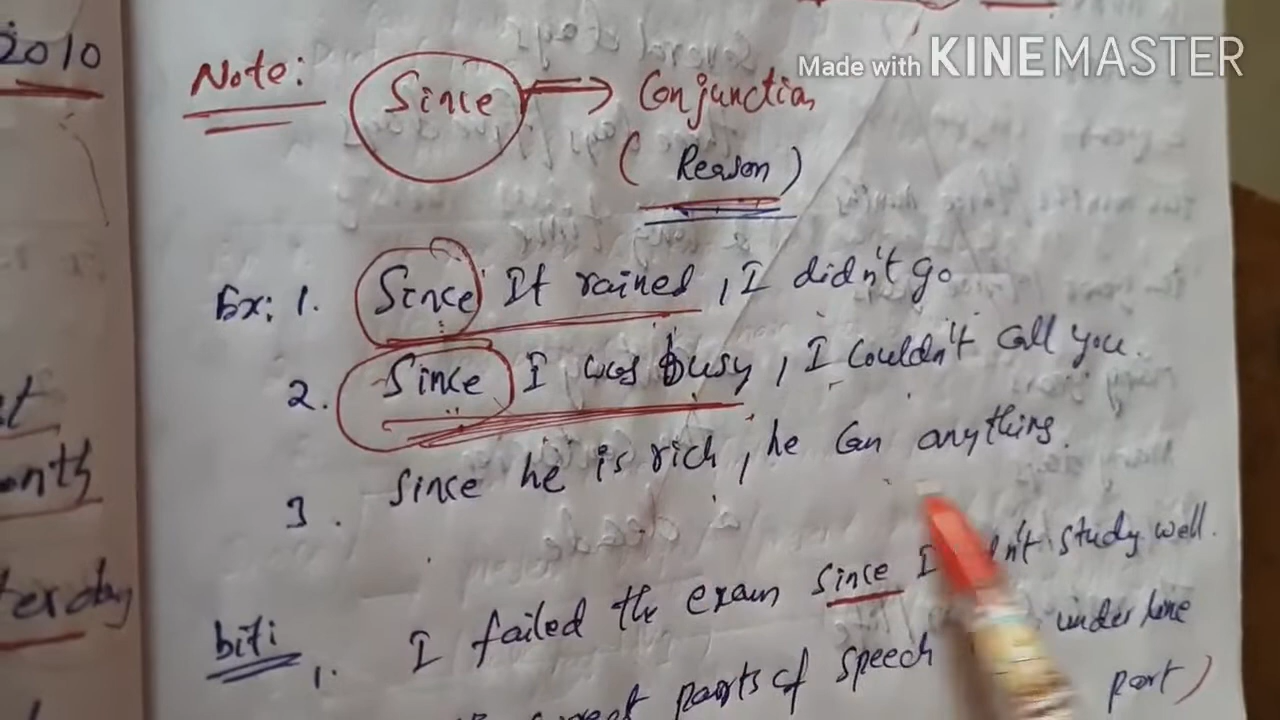 2010
Made with KINEMASTER
Note: Since ⇒ Conjunction
(Reason)
Ex: 1. Since It rained, I didn't go
2. Since I was busy, I couldn't call you.
3. Since he is rich, he can anything.
bit: 1. I failed the exam since I study well.
parts of speech underline
part)